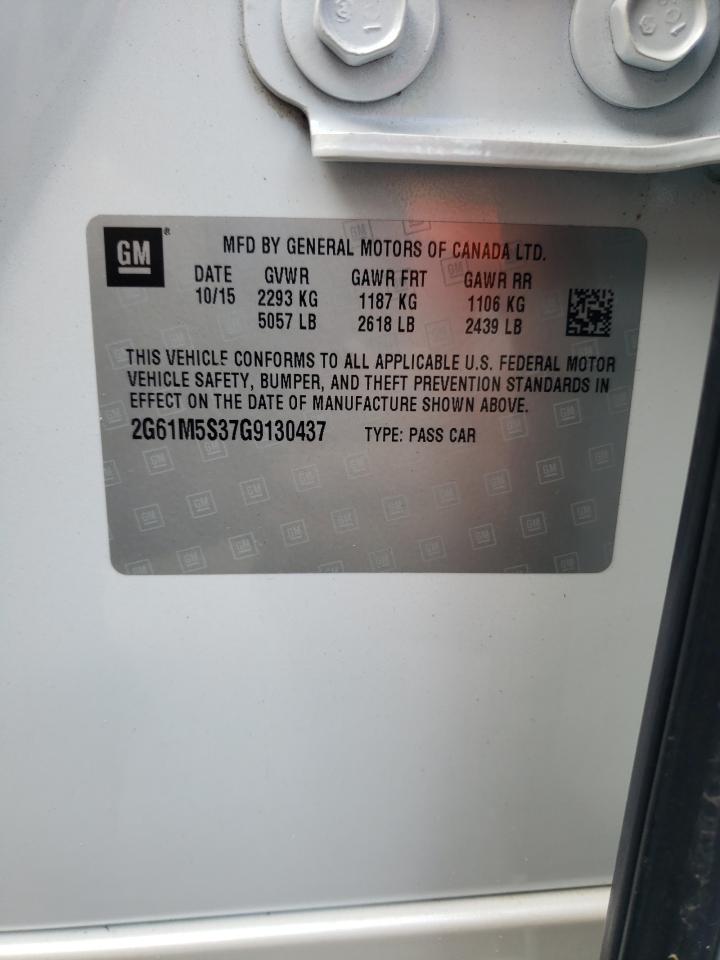 GM ®
MFD BY GENERAL MOTORS OF CANADA LTD.
DATE GVWR GAWR FRT GAWR RR
10/15 2293 KG 1187 KG 1106 KG
5057 LB 2618 LB 2439 LB
THIS VEHICLE CONFORMS TO ALL APPLICABLE U.S. FEDERAL MOTOR
VEHICLE SAFETY, BUMPER, AND THEFT PREVENTION STANDARDS IN
EFFECT ON THE DATE OF MANUFACTURE SHOWN ABOVE.
2G61M5S37G9130437 TYPE: PASS CAR